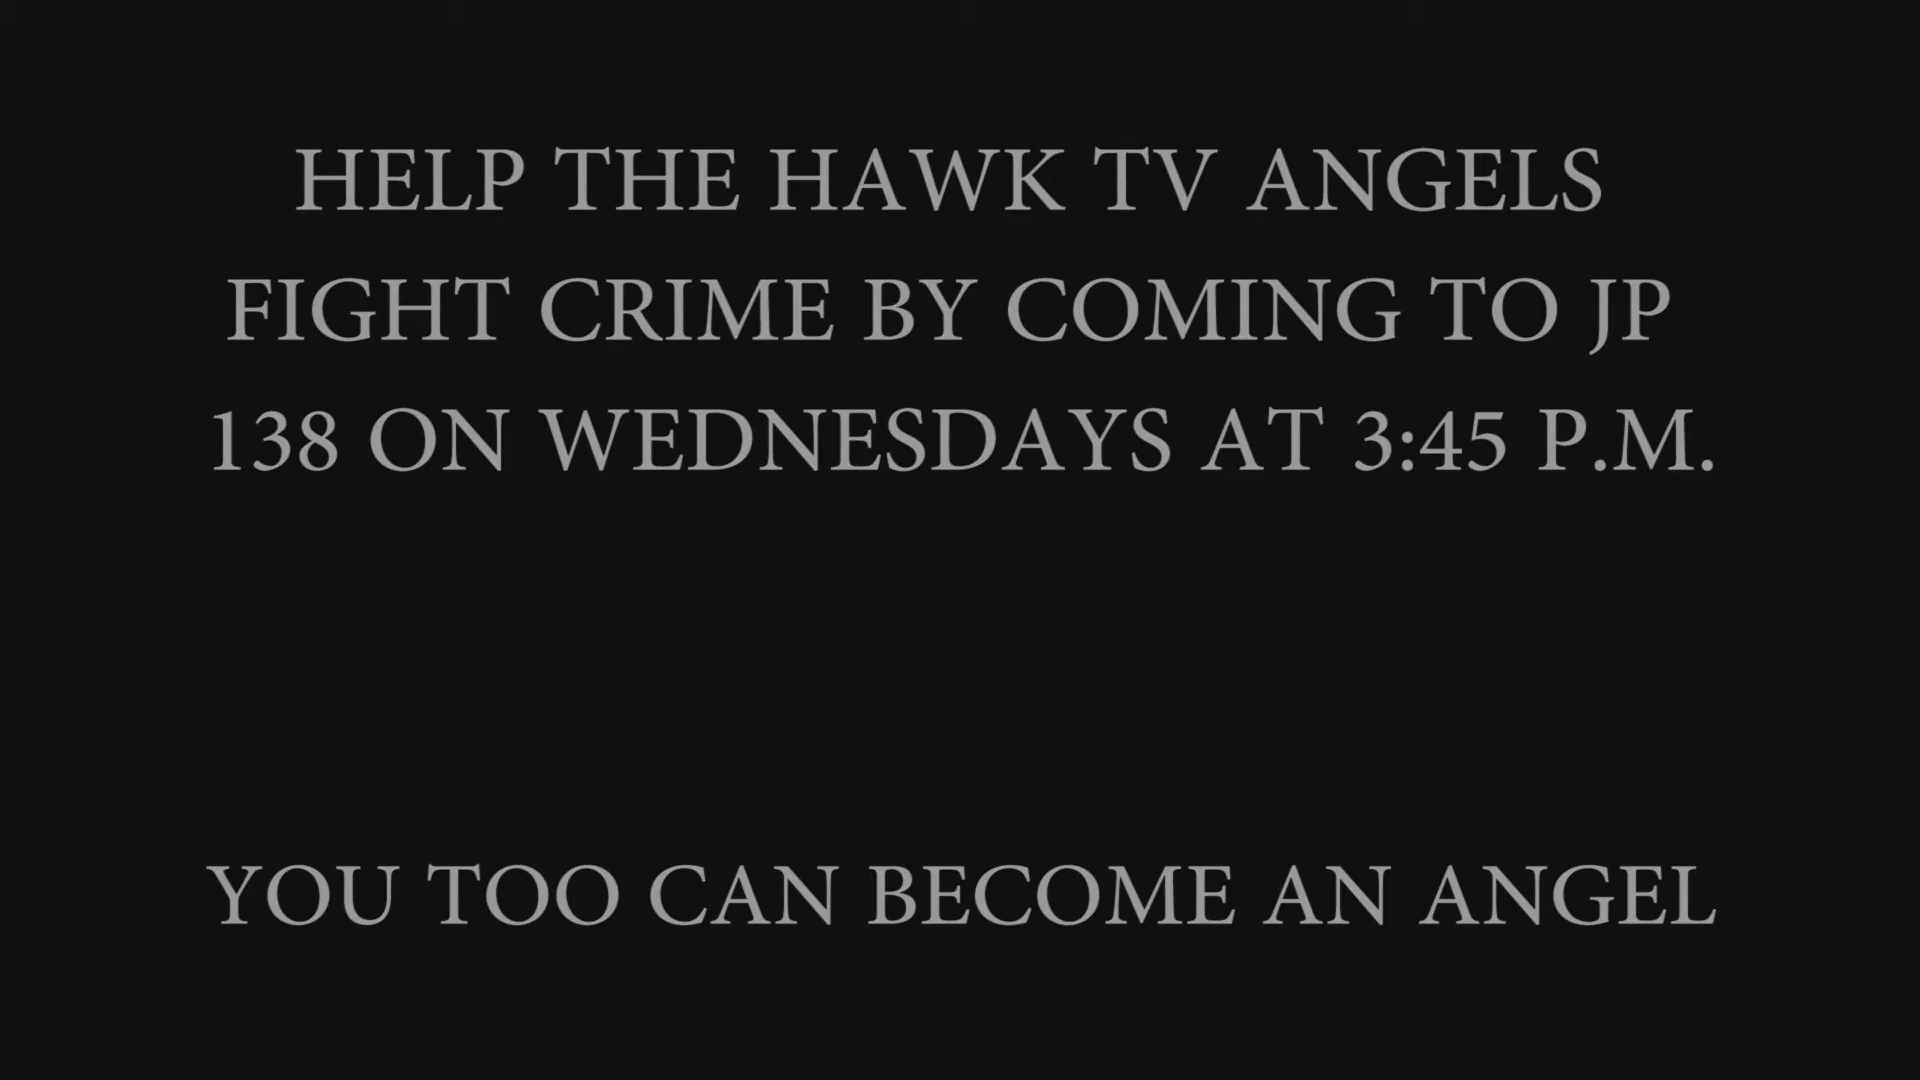 HELP THE HAWK TV ANGELS
FIGHT CRIME BY COMING TO JP
138 ON WEDNESDAYS AT 3:45 P.M.
YOU TOO CAN BECOME AN ANGEL